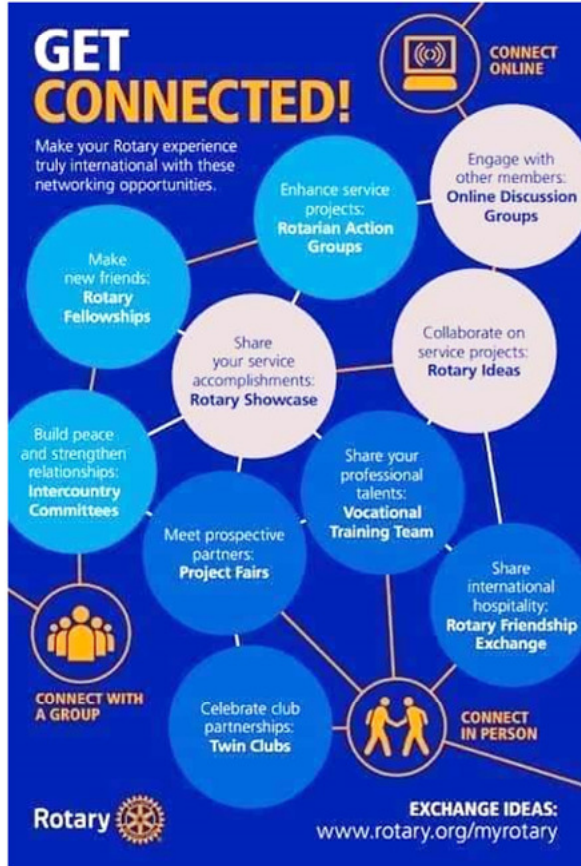 GET
CONNECTED!
Make your Rotary experience
truly international with these
networking opportunities.
CONNECT
ONLINE
Engage with
other members:
Online Discussion
Groups
Enhance service
projects:
Rotarian Action
Groups
Make
new friends:
Rotary
Fellowships
Share
your service
accomplishments:
Rotary Showcase
Collaborate on
service projects:
Rotary Ideas
Build peace
and strengthen
relationships:
Intercountry
Committees
Share your
professional
talents:
Vocational
Training Team
Meet prospective
partners:
Project Fairs
Share
international
hospitality:
Rotary Friendship
Exchange
CONNECT WITH
A GROUP
Celebrate club
partnerships:
Twin Clubs
CONNECT
IN PERSON
Rotary
EXCHANGE IDEAS:
www.rotary.org/myrotary